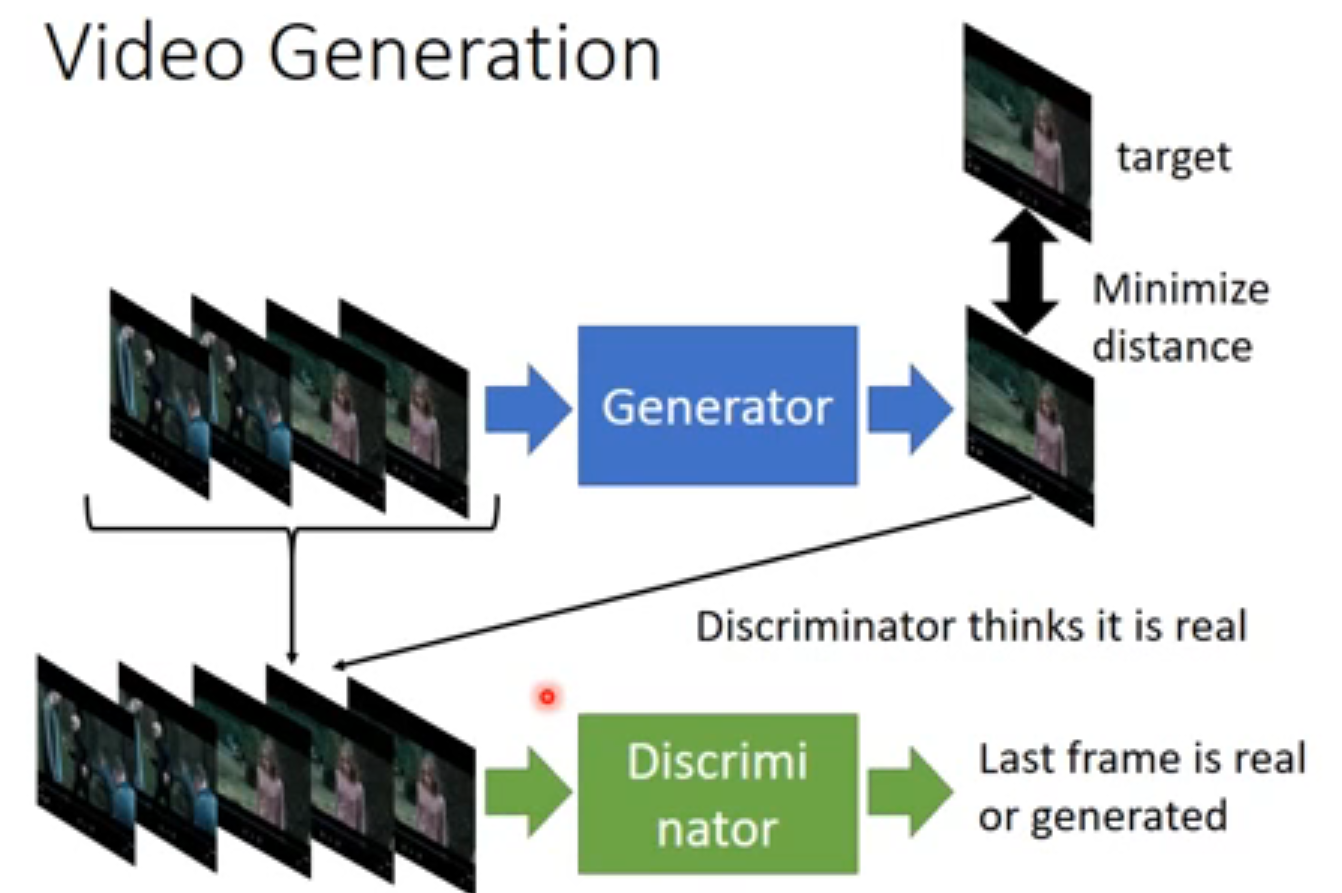 Video Generation
target
Minimize
distance
Generator
Discriminator thinks it is real
Discrimi
nator
Last frame is real
or generated